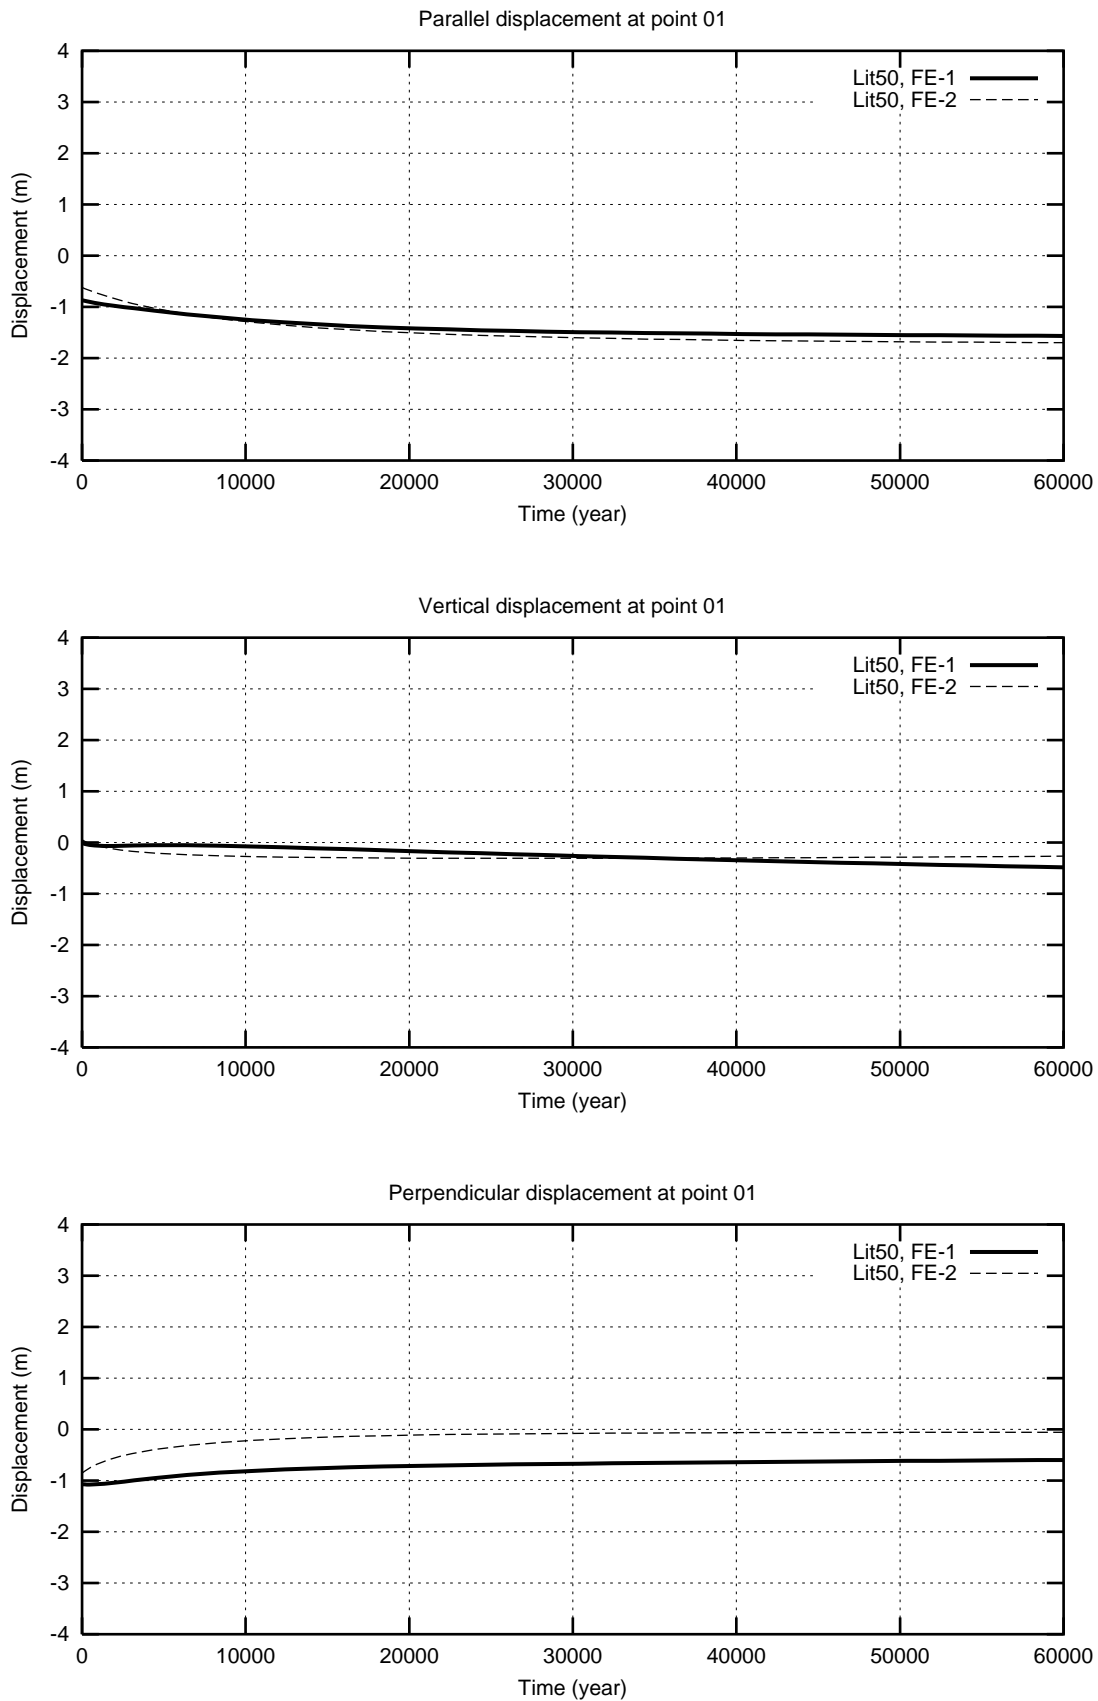 Parallel displacement at point 01
4
3
2
1
0
-1
-2
-3
-4
Displacement (m)
Lit50, FE-1
Lit50, FE-2
0 10000 20000 30000 40000 50000 60000
Time (year)
Vertical displacement at point 01
4
3
2
1
0
-1
-2
-3
-4
Displacement (m)
Lit50, FE-1
Lit50, FE-2
0 10000 20000 30000 40000 50000 60000
Time (year)
Perpendicular displacement at point 01
4
3
2
1
0
-1
-2
-3
-4
Displacement (m)
Lit50, FE-1
Lit50, FE-2
0 10000 20000 30000 40000 50000 60000
Time (year)